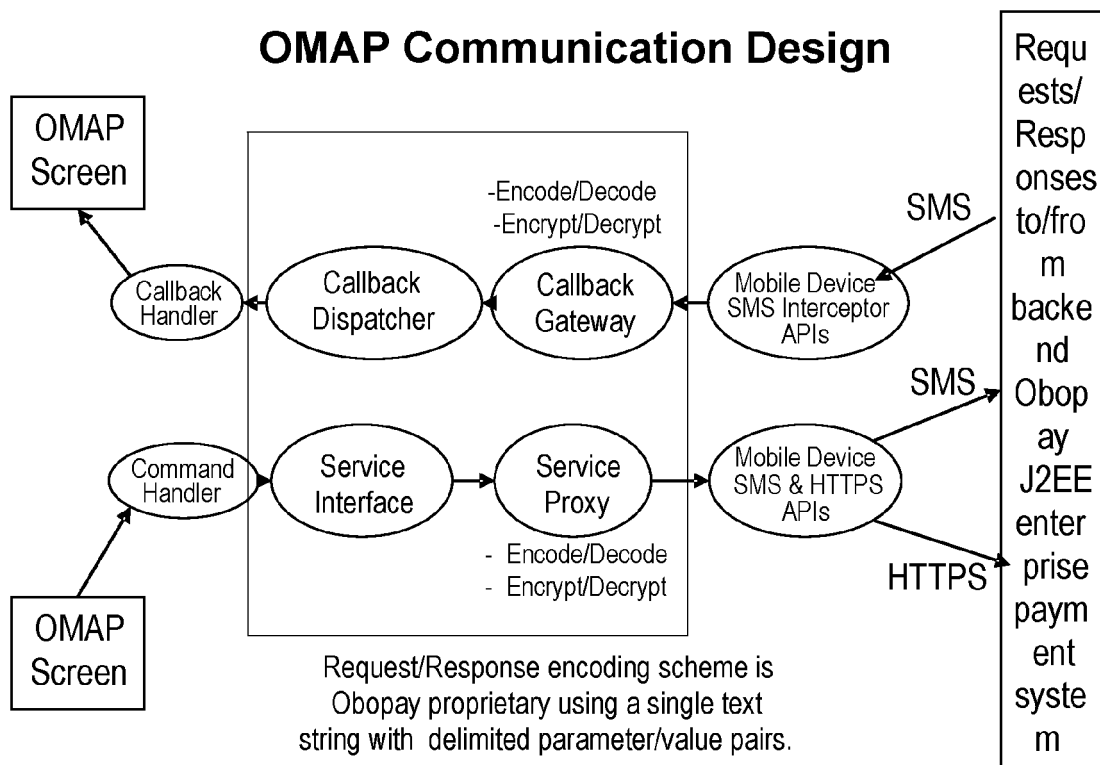 OMAP Communication Design
OMAP
Screen
-Encode/Decode
-Encrypt/Decrypt
SMS
Callback
Handler
Callback
Dispatcher
Callback
Gateway
Mobile Device
SMS Interceptor
APIs
SMS
Command
Handler
Service
Interface
Service
Proxy
Mobile Device
SMS & HTTPS
APIs
- Encode/Decode
- Encrypt/Decrypt
HTTPS
OMAP
Screen
Request/Response encoding scheme is
Obopay proprietary using a single text
string with delimited parameter/value pairs.
Requ
ests/
Resp
onses
to/fro
m
backe
nd
Obop
ay
J2EE
enter
prise
paym
ent
syste
m